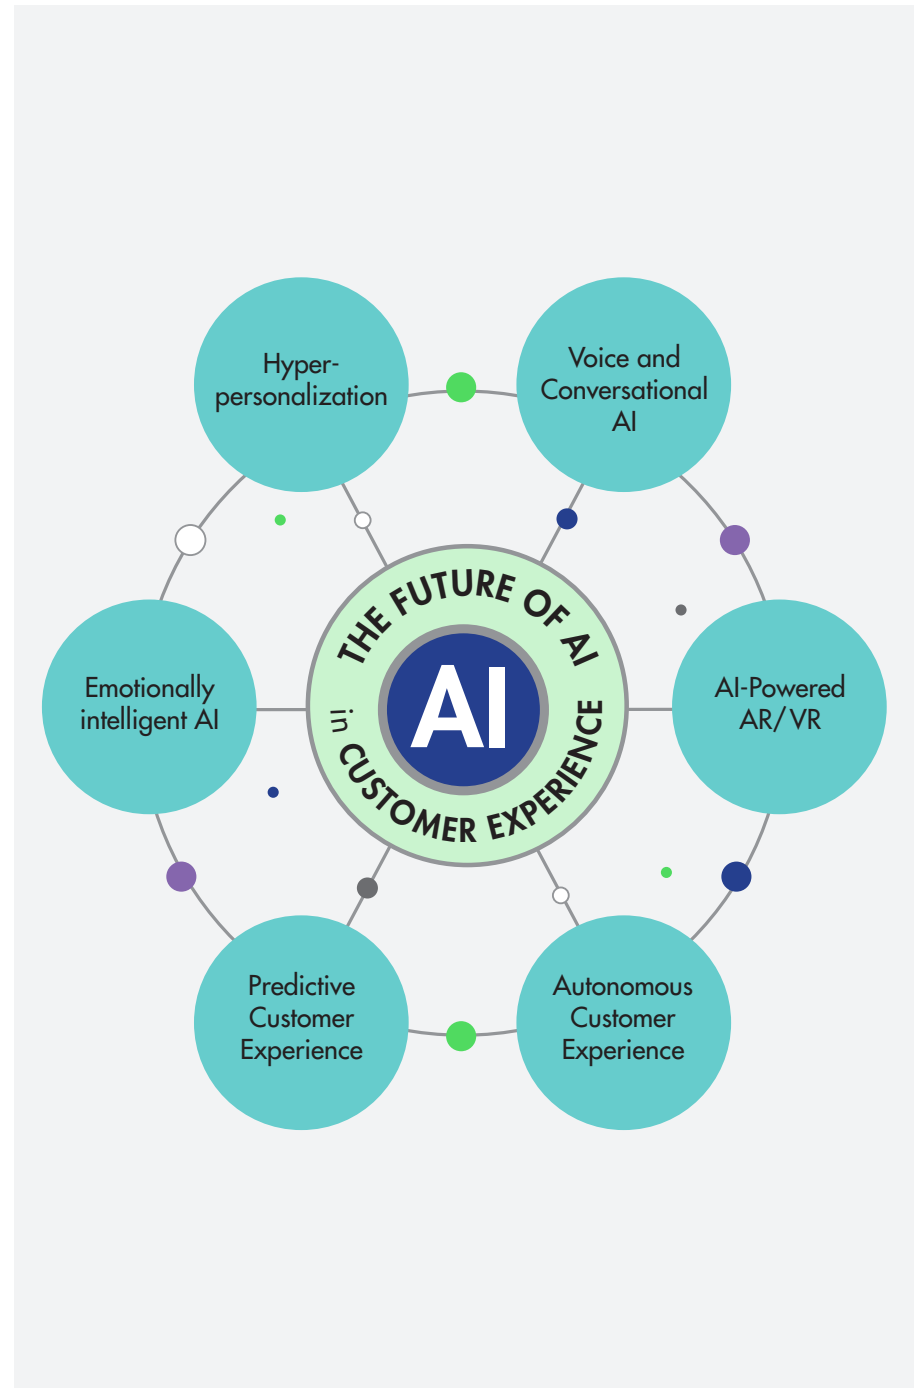 Hyper-
personalization
Voice and
Conversational
AI
THE FUTURE OF AI
in CUSTOMER EXPERIENCE
AI
Emotionally
intelligent AI
AI-Powered
AR/VR
Predictive
Customer
Experience
Autonomous
Customer
Experience